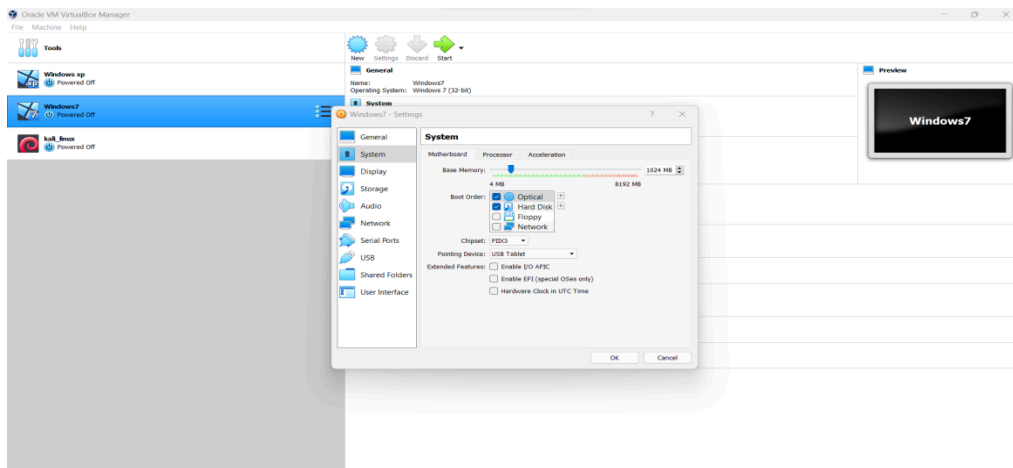 Oracle VM VirtualBox Manager
File Machine Help
Tools
New Settings Discard Start
Windows xp
Powered Off
Windows7
Powered Off
kali_linux
Powered Off
General
Name: Windows7
Operating System: Windows 7 (32-bit)
System
Preview
Windows7
Windows7 - Settings
General
System
Display
Storage
Audio
Network
Serial Ports
USB
Shared Folders
User Interface
System
Motherboard Processor Acceleration
Base Memory: 1024 MB
4 MB 8192 MB
Boot Order: Optical
Hard Disk
Floppy
Network
Chipset: PIIX3
Pointing Device: USB Tablet
Extended Features: Enable I/O APIC
Enable EFI (special OSes only)
Hardware Clock in UTC Time
OK Cancel